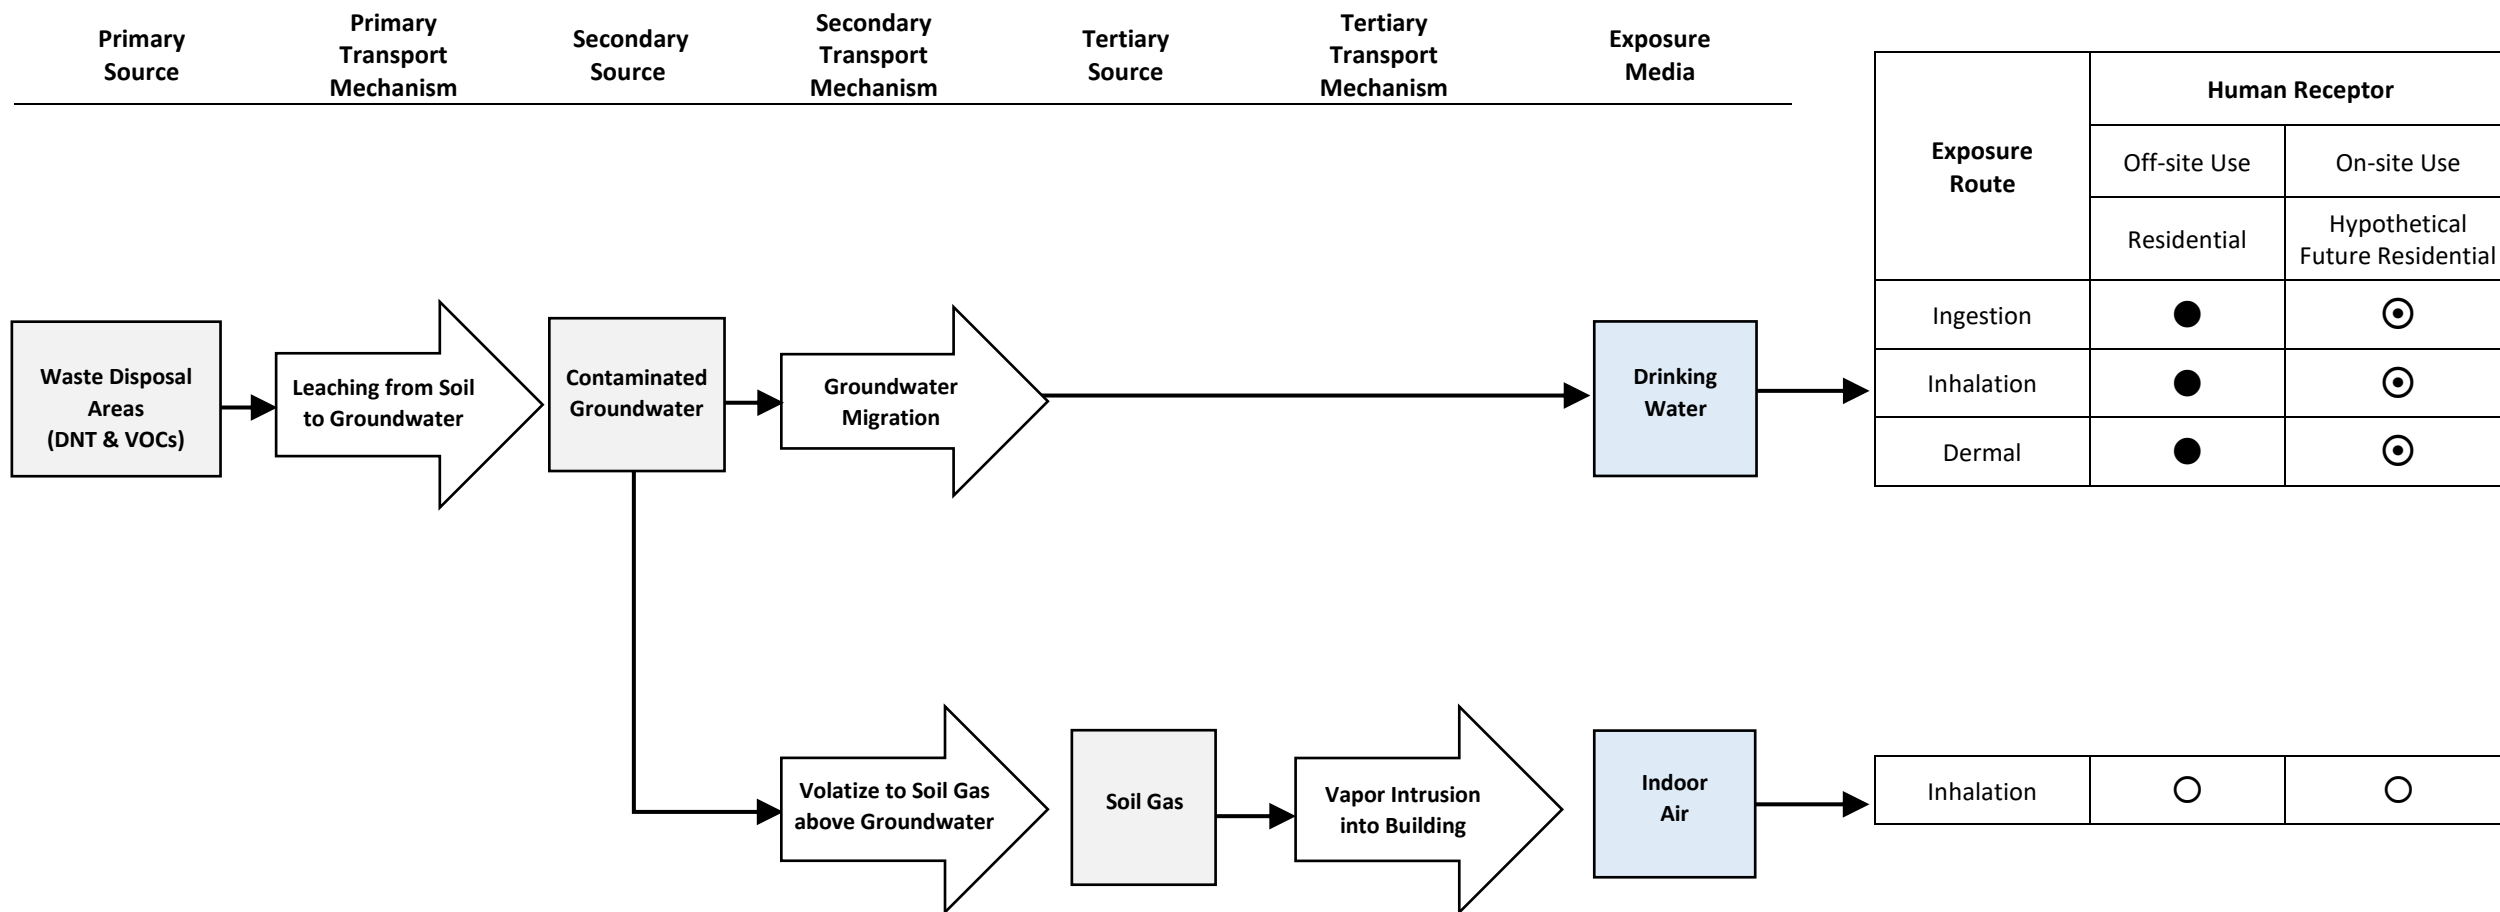 Primary
Source
Primary
Transport
Mechanism
Secondary
Source
Secondary
Transport
Mechanism
Tertiary
Source
Tertiary
Transport
Mechanism
Exposure
Media
Exposure
Route
Human Receptor
Off-site Use
On-site Use
Residential
Hypothetical
Future Residential
Ingestion
Inhalation
Dermal
Waste Disposal
Areas
(DNT & VOCs)
Leaching from Soil
to Groundwater
Contaminated
Groundwater
Groundwater
Migration
Drinking
Water
Volatize to Soil Gas
above Groundwater
Soil Gas
Vapor Intrusion
into Building
Indoor
Air
Inhalation